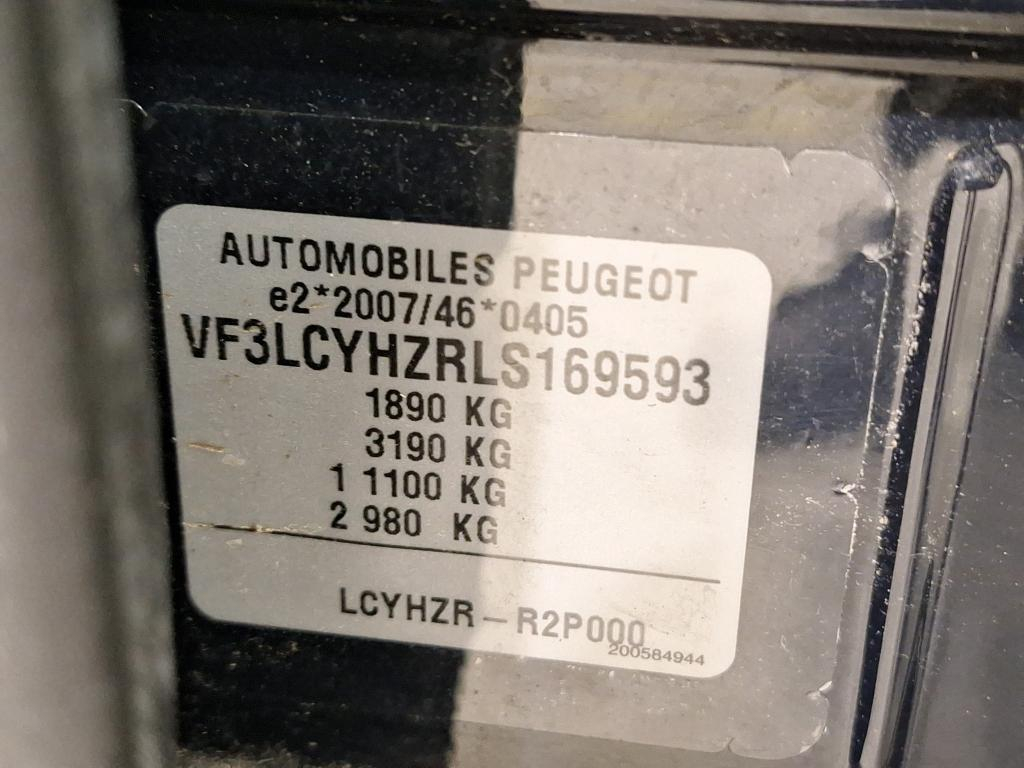 AUTOMOBILES PEUGEOT
e2*2007/46*0405
VF3LCYHZRLS169593
1890 KG
3190 KG
1 1100 KG
2 980 KG
LCYHZR - R2P000
200584944